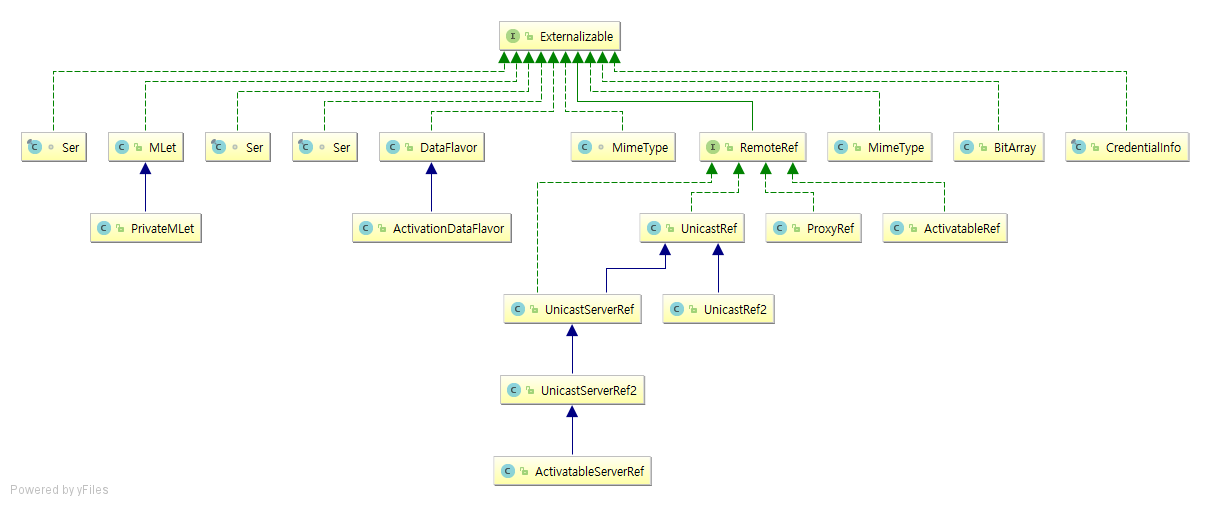 Externalizable
Ser
MLet
Ser
Ser
DataFlavor
MimeType
RemoteRef
MimeType
BitArray
CredentialInfo
PrivateMLet
ActivationDataFlavor
UnicastRef
ProxyRef
ActivatableRef
UnicastServerRef
UnicastRef2
UnicastServerRef2
ActivatableServerRef
Powered by yFiles